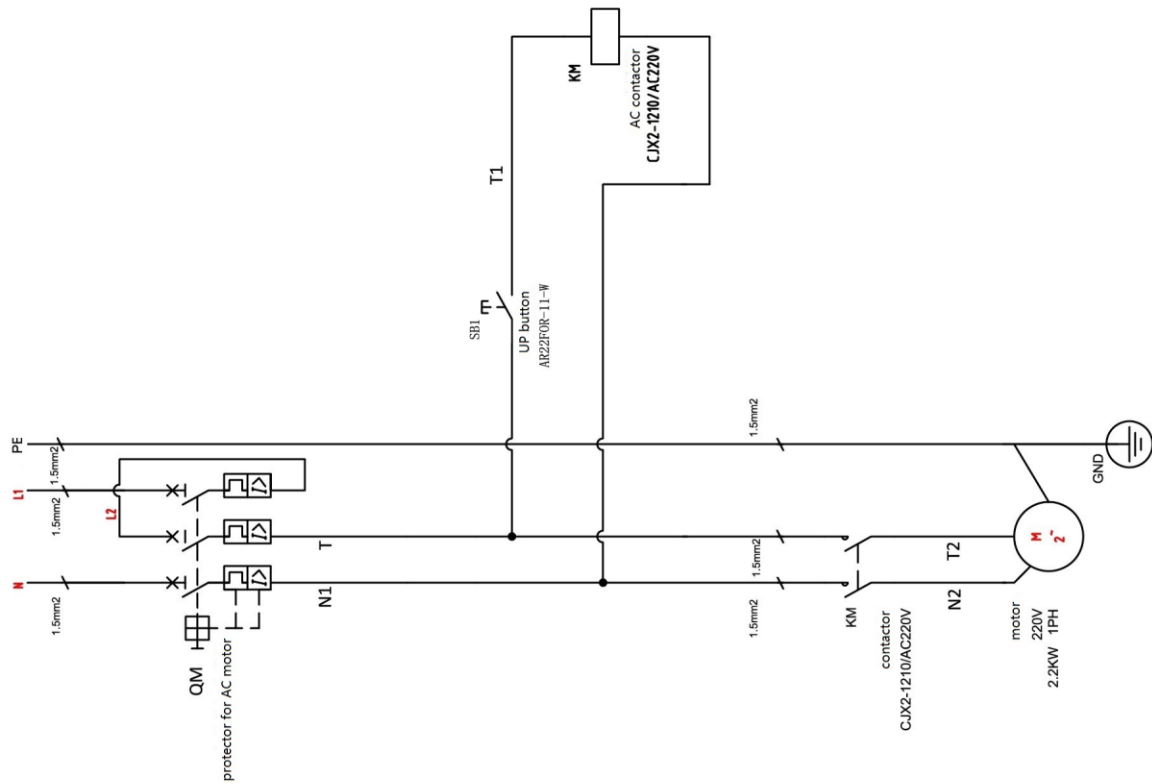 PE
L1
N
1.5mm2
1.5mm2
1.5mm2
L2
QM
protector for AC motor
T
N1
SB1
UP button
AR22FOR-11-W
T1
KM
AC contactor
CJX2-1210/AC220V
1.5mm2
1.5mm2
1.5mm2
KM
contactor
CJX2-1210/AC220V
T2
N2
M
2~
motor
220V 1PH
2.2KW
GND